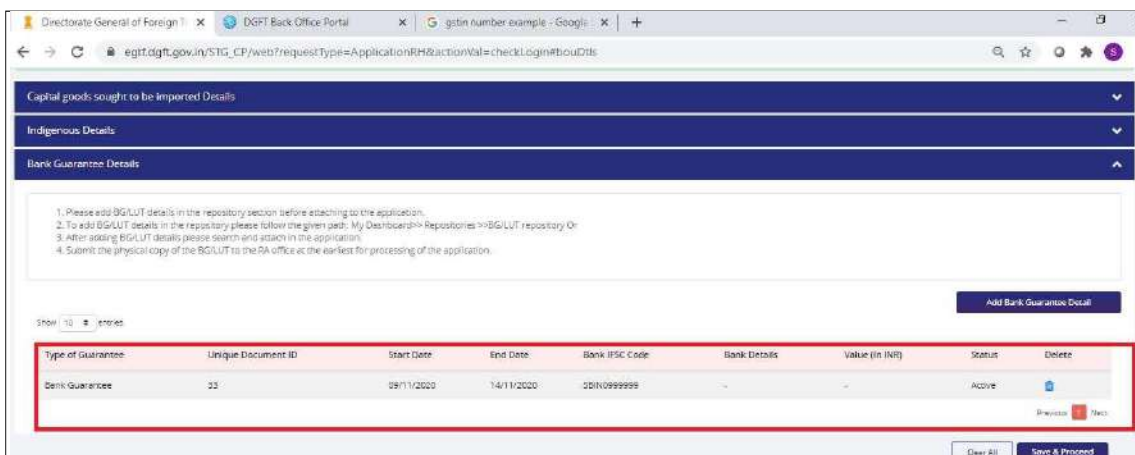 Directorate General of Foreign T
DGFT Back Office Portal
gstin number example - Google
egtf.dgft.gov.in/STG_CP/web?requestType=ApplicationRH&actionVal=checkLogin#bouDtls
S
Capital goods sought to be imported Details
Indigenous Details
Bank Guarantee Details
1. Please add BG/LUT details in the repository section before attaching to the application.
2. To add BG/LUT details in the repository please follow the given path: My Dashboard>> Repositories >>BG/LUT repository Or
3. After adding BG/LUT details please search and attach in the application.
4. Submit the physical copy of the BG/LUT to the RA office at the earliest for processing of the application.
Add Bank Guarantee Detail
Show 10 entries
Type of Guarantee Unique Document ID Start Date End Date Bank IFSC Code Bank Details Value (In INR) Status Delete
Bank Guarantee 33 09/11/2020 14/11/2020 SBIN0999999 - - Active
Previous 1 Next
Clear All Save & Proceed